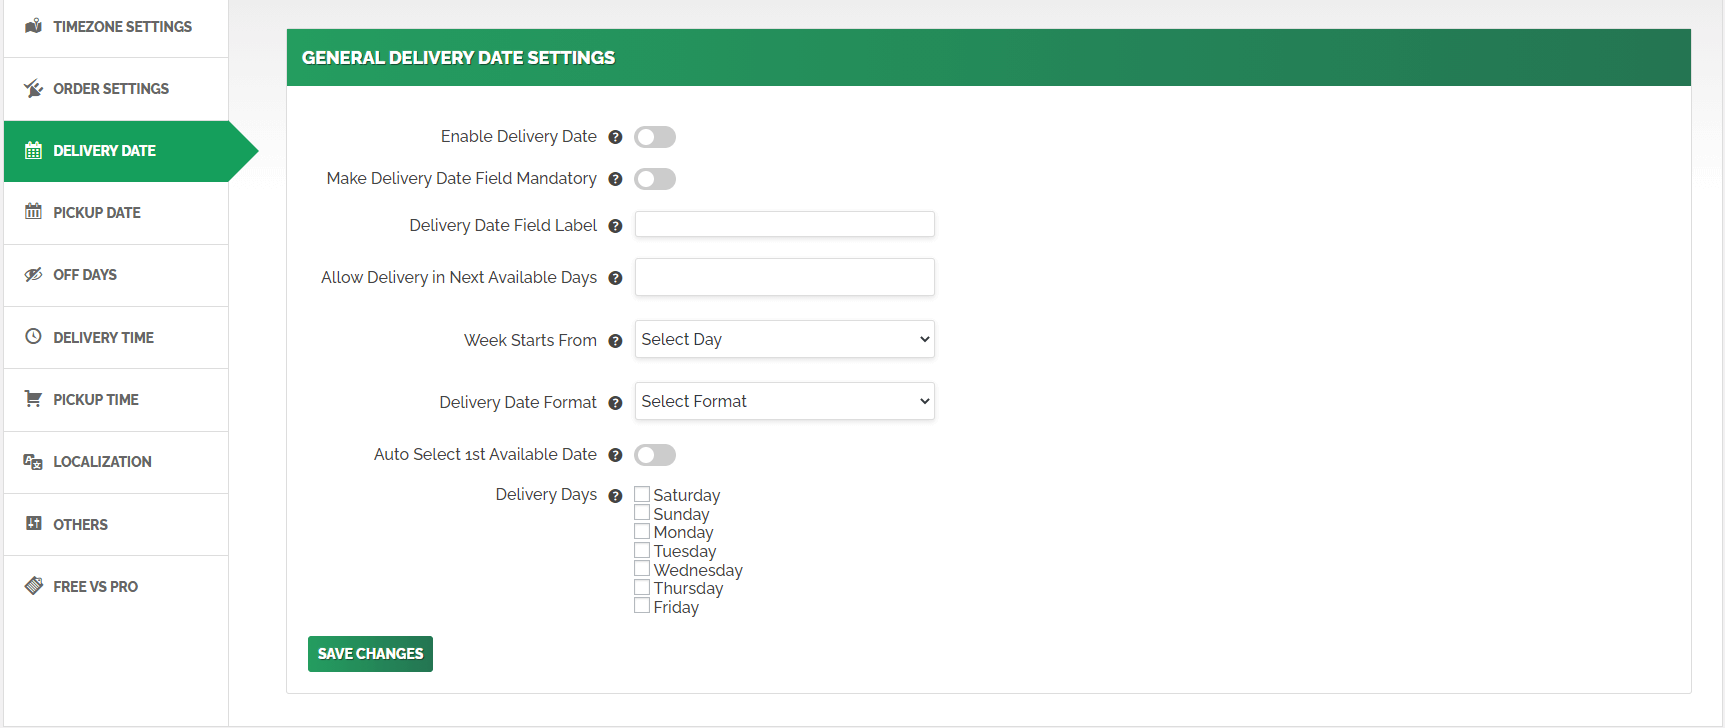 TIMEZONE SETTINGS
ORDER SETTINGS
DELIVERY DATE
PICKUP DATE
OFF DAYS
DELIVERY TIME
PICKUP TIME
LOCALIZATION
OTHERS
FREE VS PRO
GENERAL DELIVERY DATE SETTINGS
Enable Delivery Date ?
Make Delivery Date Field Mandatory ?
Delivery Date Field Label ?
Allow Delivery in Next Available Days ?
Week Starts From ? Select Day
Delivery Date Format ? Select Format
Auto Select 1st Available Date ?
Delivery Days ? Saturday
Sunday
Monday
Tuesday
Wednesday
Thursday
Friday
SAVE CHANGES